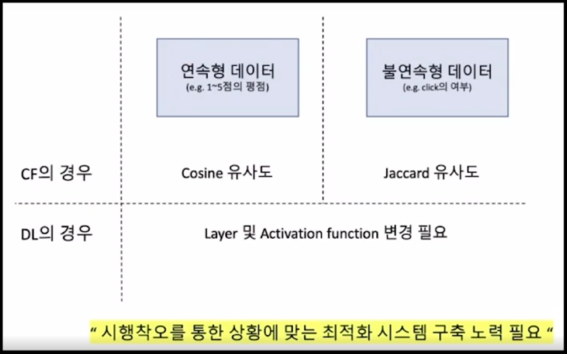 연속형 데이터
(e.g. 1~5점의 평점)
불연속형 데이터
(e.g. click의 여부)
CF의 경우
Cosine 유사도
Jaccard 유사도
DL의 경우
Layer 및 Activation function 변경 필요
“ 시행착오를 통한 상황에 맞는 최적화 시스템 구축 노력 필요 “